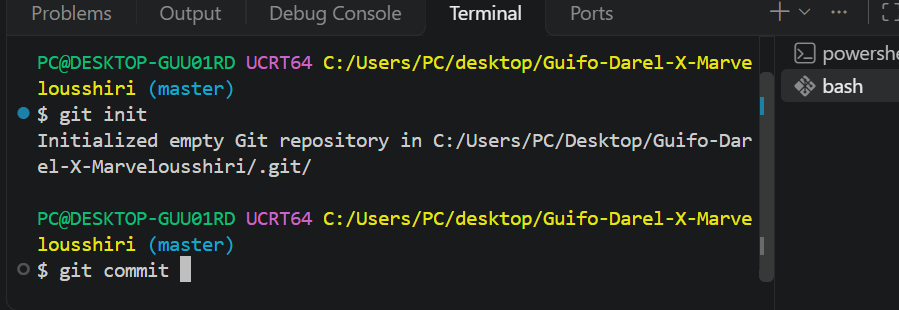 Problems Output Debug Console Terminal Ports
PC@DESKTOP-GUU01RD UCRT64 C:/Users/PC/desktop/Guifo-Darel-X-Marve
lousshiri (master)
$ git init
Initialized empty Git repository in C:/Users/PC/Desktop/Guifo-Dar
el-X-Marvelousshiri/.git/
PC@DESKTOP-GUU01RD UCRT64 C:/Users/PC/desktop/Guifo-Darel-X-Marve
lousshiri (master)
$ git commit
powershe
bash